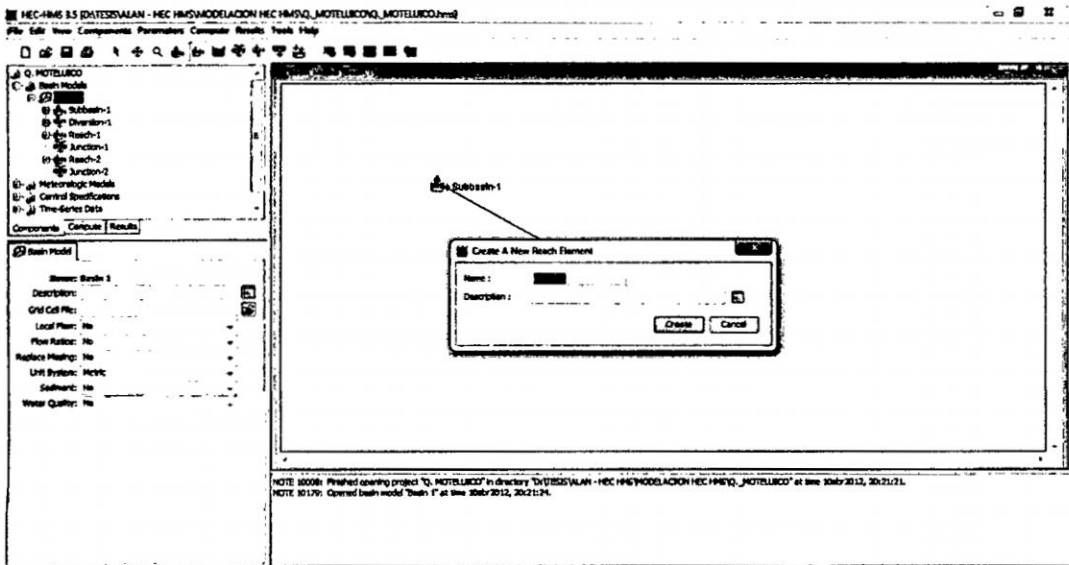 HEC-HMS 3.5 [D:\TESIS\ALAN - HEC HMS\MODELACION HEC HMS\Q._MOTELLUICO\Q._MOTELLUICO.hms]
File Edit View Components Parameters Compute Results Tools Help
Q. MOTELUICO
Basin Models
Subbasin-1
Diversion-1
Reach-1
Junction-1
Reach-2
Junction-2
Meteorologic Models
Control Specifications
Time-Series Data
Components Compute Results
Basin Model
Name: Basin 1
Description:
Grid Cell File:
Local Flow: No
Flow Ratios: No
Replace Missing: No
Unit System: Metric
Sediment: No
Water Quality: No
Subbasin-1
Create A New Reach Element
Name :
Description :
Create Cancel
NOTE 10008: Finished opening project "Q. MOTELUICO" in directory "D:\TESIS\ALAN - HEC HMS\MODELACION HEC HMS\Q._MOTELLUICO" at time 10abr2012, 20:21:21.
NOTE 10179: Opened basin model "Basin 1" at time 10abr2012, 20:21:24.